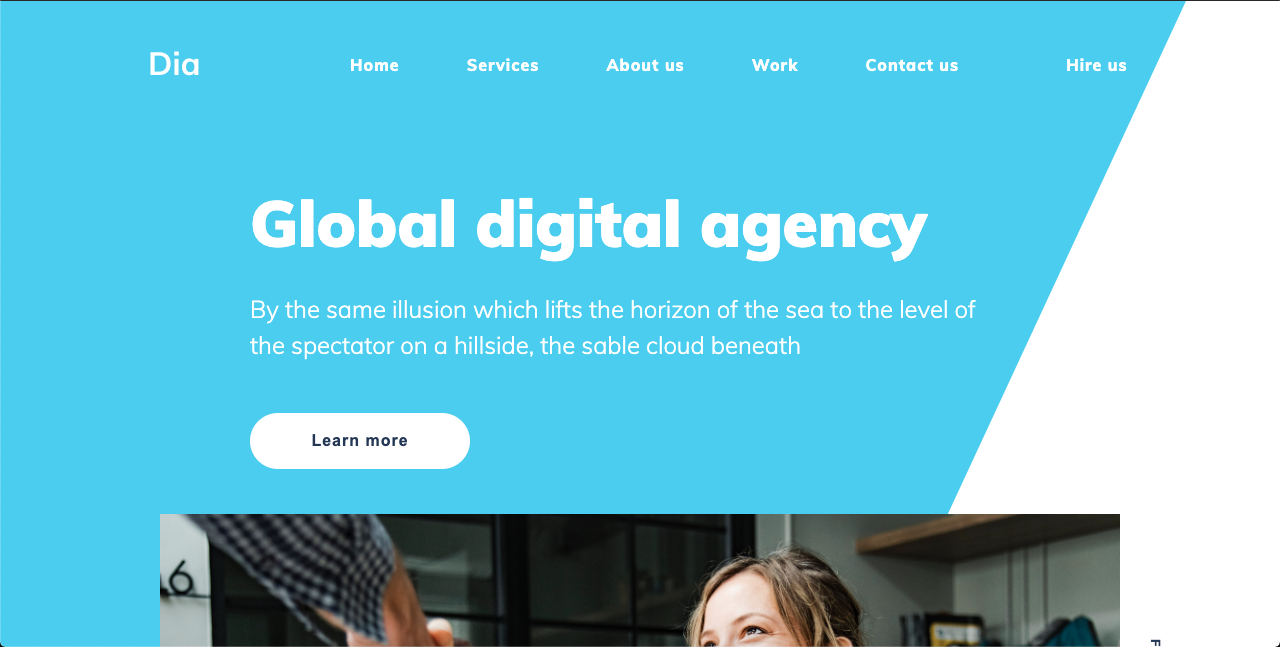 Dia
Home
Services
About us
Work
Contact us
Hire us
Global digital agency
By the same illusion which lifts the horizon of the sea to the level of
the spectator on a hillside, the sable cloud beneath
Learn more
6
F